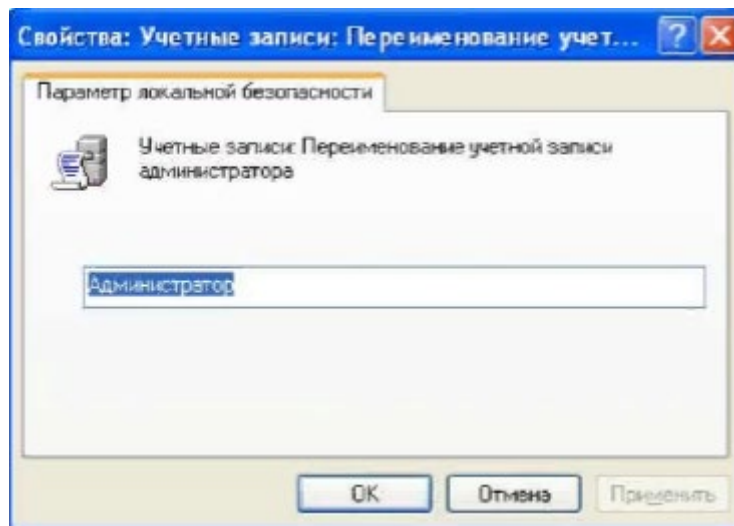 Свойства: Учетные записи: Переименование учет...
Параметр локальной безопасности
Учетные записи: Переименование учетной записи
администратора
Администратор
OK
Отмена
Применить